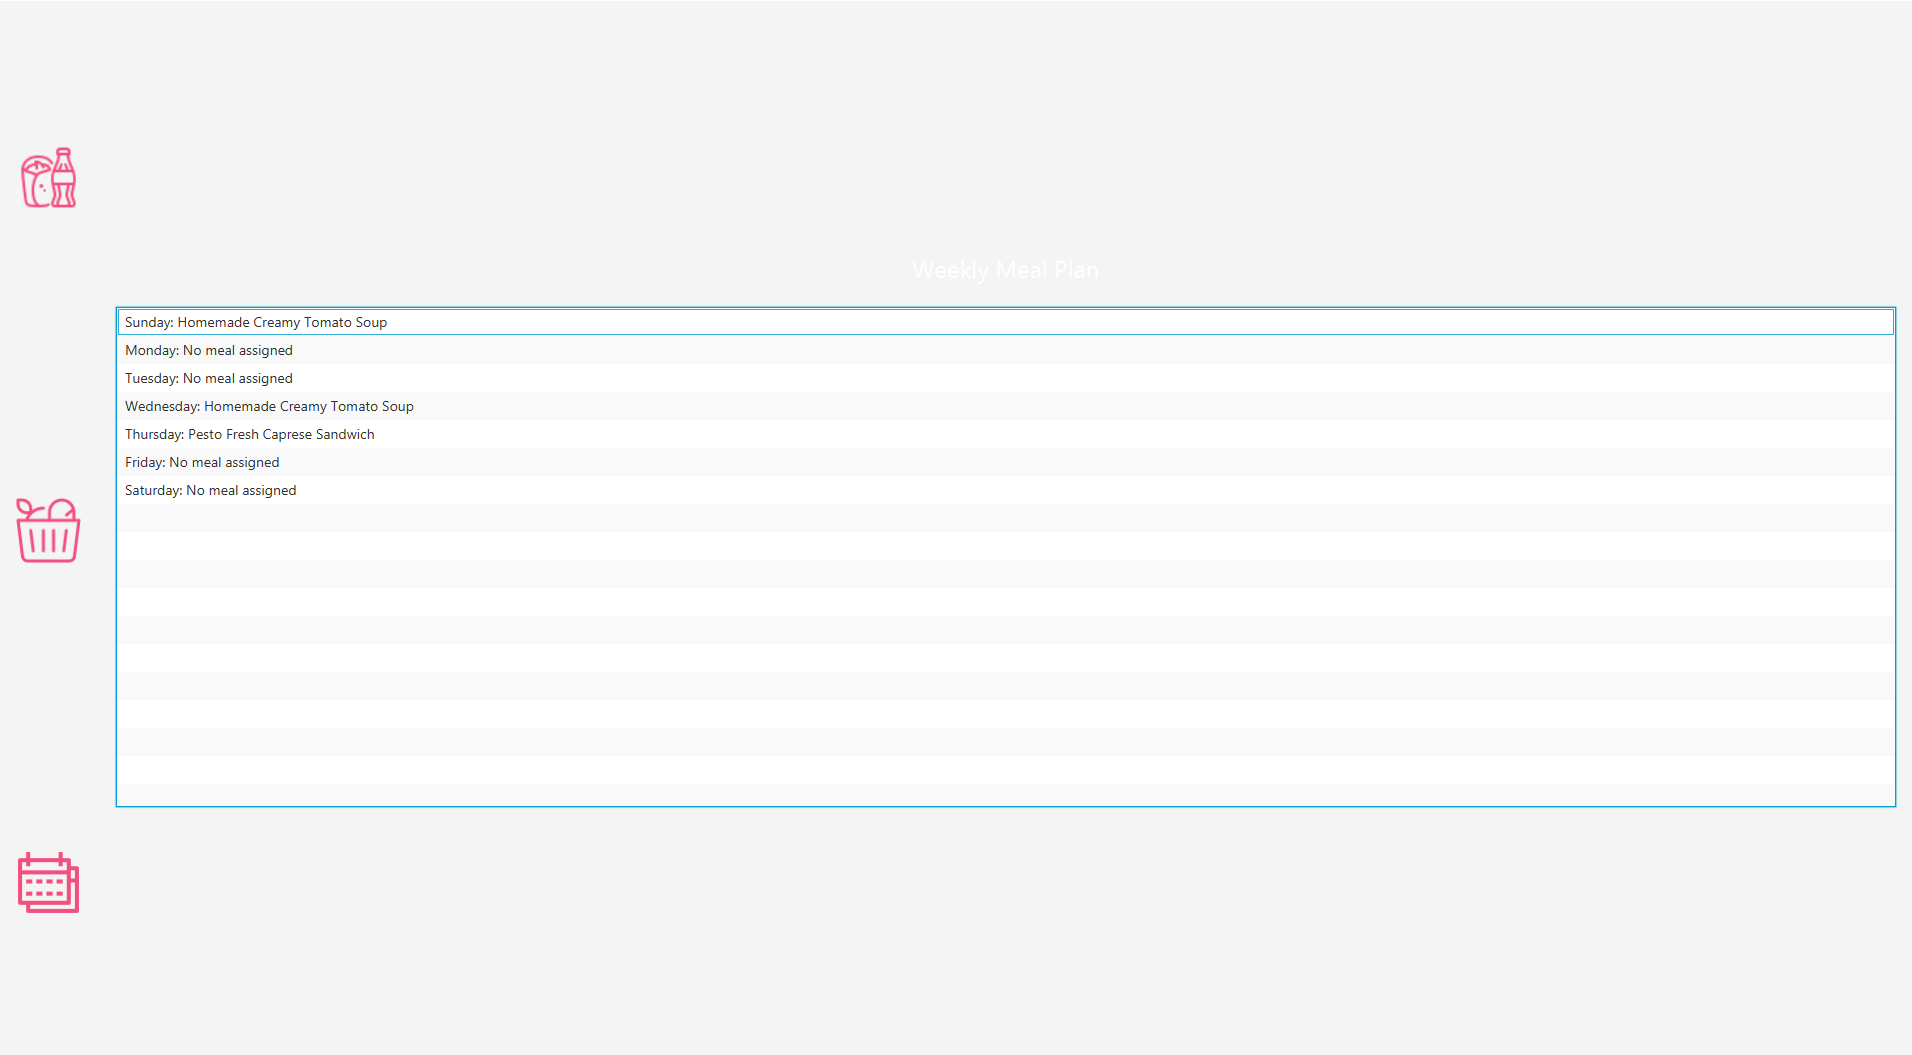 Weekly Meal Plan
Sunday: Homemade Creamy Tomato Soup
Monday: No meal assigned
Tuesday: No meal assigned
Wednesday: Homemade Creamy Tomato Soup
Thursday: Pesto Fresh Caprese Sandwich
Friday: No meal assigned
Saturday: No meal assigned